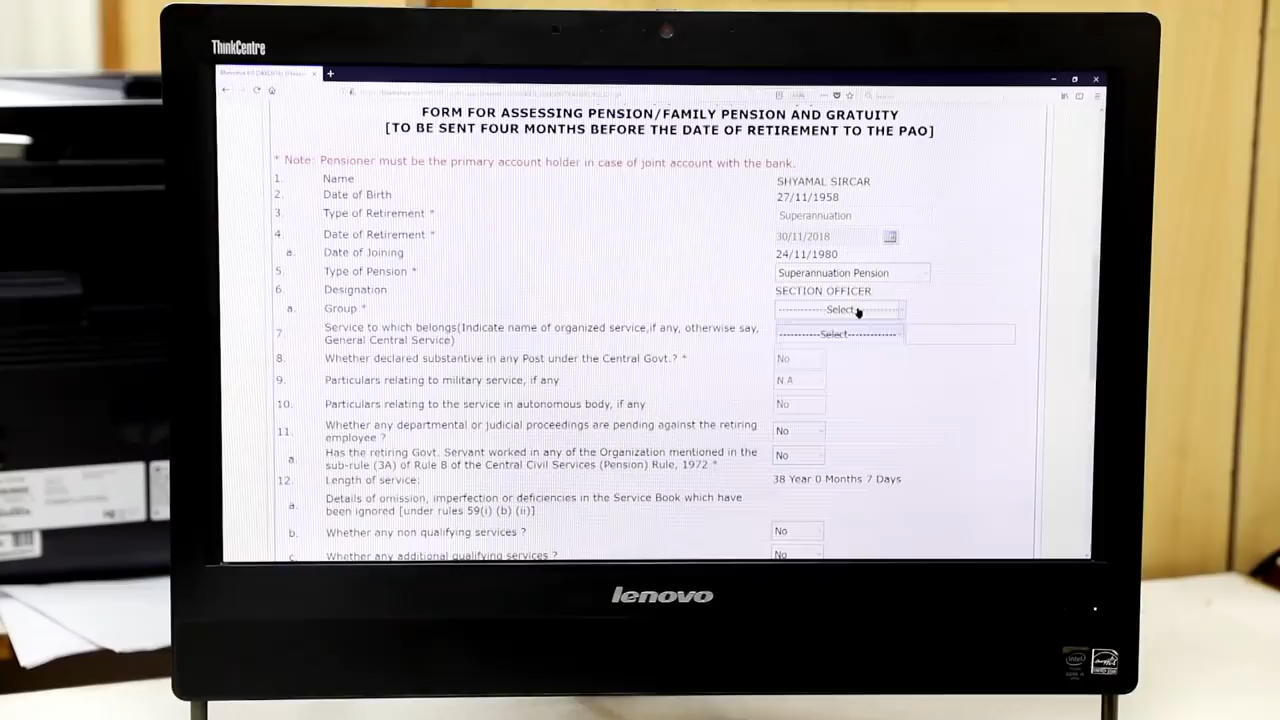 ThinkCentre
FORM FOR ASSESSING PENSION/FAMILY PENSION AND GRATUITY
[TO BE SENT FOUR MONTHS BEFORE THE DATE OF RETIREMENT TO THE PAO]
* Note: Pensioner must be the primary account holder in case of joint account with the bank.
1. Name SHYAMAL SIRCAR
2. Date of Birth 27/11/1958
3. Type of Retirement * Superannuation
4. Date of Retirement * 30/11/2018
a. Date of Joining 24/11/1980
5. Type of Pension * Superannuation Pension
6. Designation SECTION OFFICER
a. Group * ------------Select------------
7. Service to which belongs(Indicate name of organized service,if any, otherwise say, -----------Select-------------
General Central Service)
8. Whether declared substantive in any Post under the Central Govt.? * No
9. Particulars relating to military service, if any N.A
10. Particulars relating to the service in autonomous body, if any No
11. Whether any departmental or judicial proceedings are pending against the retiring No
employee ?
a. Has the retiring Govt. Servant worked in any of the Organization mentioned in the No
sub-rule (3A) of Rule 8 of the Central Civil Services (Pension) Rule, 1972 *
12. Length of service: 38 Year 0 Months 7 Days
a. Details of omission, imperfection or deficiencies in the Service Book which have
been ignored [under rules 59(i) (b) (ii)]
b. Whether any non qualifying services ? No
c. Whether any additional qualifying services ? No
lenovo
intel